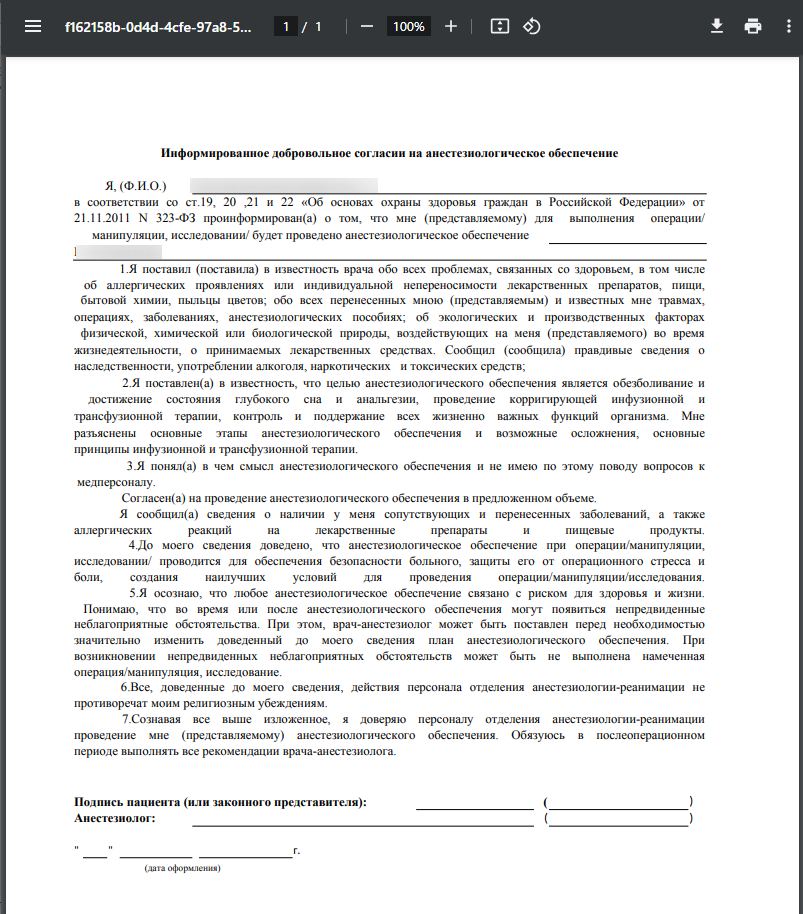 f162158b-0d4d-4cfe-97a8-5...
1 / 1
100%
Информированное добровольное согласии на анестезиологическое обеспечение
Я, (Ф.И.О.)
в соответствии со ст.19, 20 ,21 и 22 «Об основах охраны здоровья граждан в Российской Федерации» от
21.11.2011 N 323-ФЗ проинформирован(а) о том, что мне (представляемому) для выполнения операции/
манипуляции, исследовании/ будет проведено анестезиологическое обеспечение
1.Я поставил (поставила) в известность врача обо всех проблемах, связанных со здоровьем, в том числе
об аллергических проявлениях или индивидуальной непереносимости лекарственных препаратов, пищи,
бытовой химии, пыльцы цветов; обо всех перенесенных мною (представляемым) и известных мне травмах,
операциях, заболеваниях, анестезиологических пособиях; об экологических и производственных факторах
физической, химической или биологической природы, воздействующих на меня (представляемого) во время
жизнедеятельности, о принимаемых лекарственных средствах. Сообщил (сообщила) правдивые сведения о
наследственности, употреблении алкоголя, наркотических и токсических средств;
2.Я поставлен(а) в известность, что целью анестезиологического обеспечения является обезболивание и
достижение состояния глубокого сна и анальгезии, проведение корригирующей инфузионной и
трансфузионной терапии, контроль и поддержание всех жизненно важных функций организма. Мне
разъяснены основные этапы анестезиологического обеспечения и возможные осложнения, основные
принципы инфузионной и трансфузионной терапии.
3.Я понял(а) в чем смысл анестезиологического обеспечения и не имею по этому поводу вопросов к
медперсоналу.
Согласен(а) на проведение анестезиологического обеспечения в предложенном объеме.
Я сообщил(а) сведения о наличии у меня сопутствующих и перенесенных заболеваний, а также
аллергических реакций на лекарственные препараты и пищевые продукты.
4.До моего сведения доведено, что анестезиологическое обеспечение при операции/манипуляции,
исследовании/ проводится для обеспечения безопасности больного, защиты его от операционного стресса и
боли, создания наилучших условий для проведения операции/манипуляции/исследования.
5.Я осознаю, что любое анестезиологическое обеспечение связано с риском для здоровья и жизни.
Понимаю, что во время или после анестезиологического обеспечения могут появиться непредвиденные
неблагоприятные обстоятельства. При этом, врач-анестезиолог может быть поставлен перед необходимостью
значительно изменить доведенный до моего сведения план анестезиологического обеспечения. При
возникновении непредвиденных неблагоприятных обстоятельств может быть не выполнена намеченная
операция/манипуляция, исследование.
6.Все, доведенные до моего сведения, действия персонала отделения анестезиологии-реанимации не
противоречат моим религиозным убеждениям.
7.Сознавая все выше изложенное, я доверяю персоналу отделения анестезиологии-реанимации
проведение мне (представляемому) анестезиологического обеспечения. Обязуюсь в послеоперационном
периоде выполнять все рекомендации врача-анестезиолога.
Подпись пациента (или законного представителя): ( )
Анестезиолог: ( )
" " г.
(дата оформления)